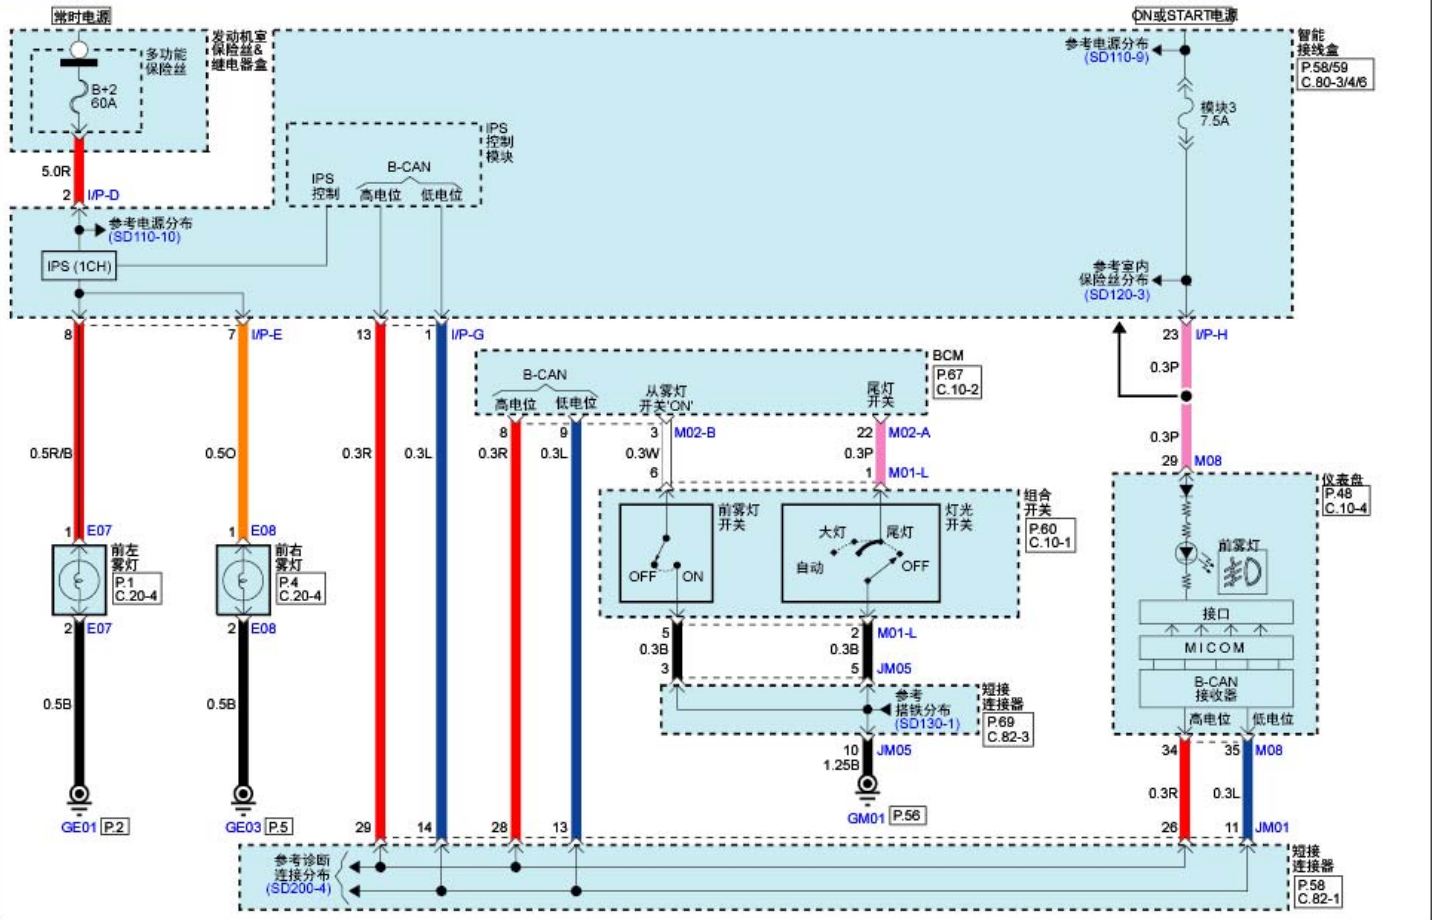 常时电源
ON或START电源
发动机室
保险丝&
继电器盒
多功能
保险丝
B+2
60A
智能
接线盒
P.58/59
C.80-3/4/6
参考电源分布
(SD110-9)
模块3
7.5A
IPS
控制
模块
B-CAN
IPS
控制
高电位
低电位
5.0R
2
I/P-D
参考电源分布
(SD110-10)
IPS (1CH)
参考室内
保险丝分布
(SD120-3)
8
7
I/P-E
13
1
I/P-G
23
I/P-H
0.3P
BCM
P.67
C.10-2
B-CAN
高电位
低电位
从雾灯
开关'ON'
尾灯
开关
8
9
3
M02-B
22
M02-A
0.3P
0.5R/B
0.5O
0.3R
0.3L
0.3R
0.3L
0.3W
0.3P
29
M08
6
1
M01-L
仪表盘
P.48
C.10-4
组合
开关
P.60
C.10-1
前雾灯
开关
OFF
ON
灯光
开关
大灯
尾灯
自动
OFF
1
E07
1
E08
前左
雾灯
P.1
C.20-4
前右
雾灯
P.4
C.20-4
前雾灯
接口
MICOM
B-CAN
接收器
高电位
低电位
2
E07
2
E08
5
2
M01-L
0.3B
0.3B
3
5
JM05
参考
搭铁分布
(SD130-1)
短接
连接器
P.69
C.82-3
0.5B
0.5B
10
JM05
1.25B
34
35
M08
0.3R
0.3L
GE01
P.2
GE03
P.5
GM01
P.56
29
14
28
13
26
11
JM01
参考诊断
连接分布
(SD200-4)
短接
连接器
P.58
C.82-1